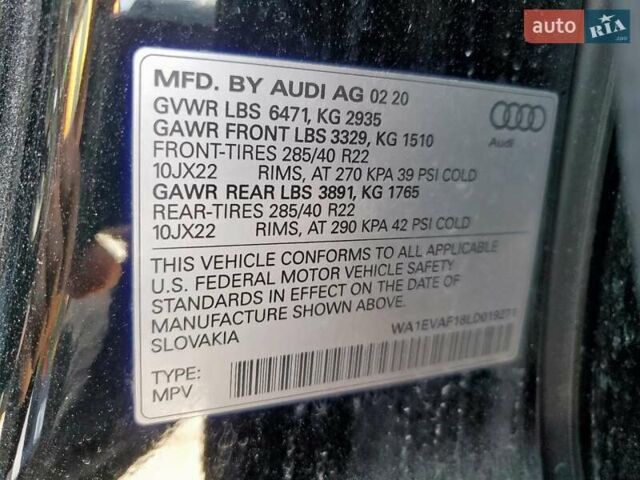 auto RIA.com
MFD. BY AUDI AG 02 20
GVWR LBS 6471, KG 2935
GAWR FRONT LBS 3329, KG 1510
FRONT-TIRES 285/40 R22
10JX22 RIMS, AT 270 KPA 39 PSI COLD
GAWR REAR LBS 3891, KG 1765
REAR-TIRES 285/40 R22
10JX22 RIMS, AT 290 KPA 42 PSI COLD
Audi
THIS VEHICLE CONFORMS TO ALL APPLICABLE
U.S. FEDERAL MOTOR VEHICLE SAFETY
STANDARDS IN EFFECT ON THE DATE OF
MANUFACTURE SHOWN ABOVE.
SLOVAKIA
WA1EVAF18LD019271
TYPE:
MPV